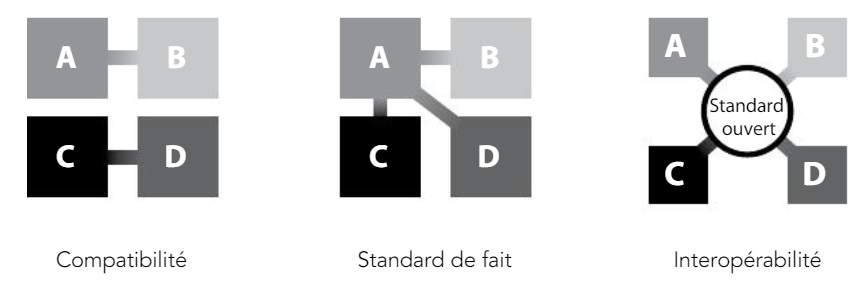 A B
C D
Compatibilité
A B
C D
Standard de fait
A B
Standard
ouvert
C D
Interopérabilité